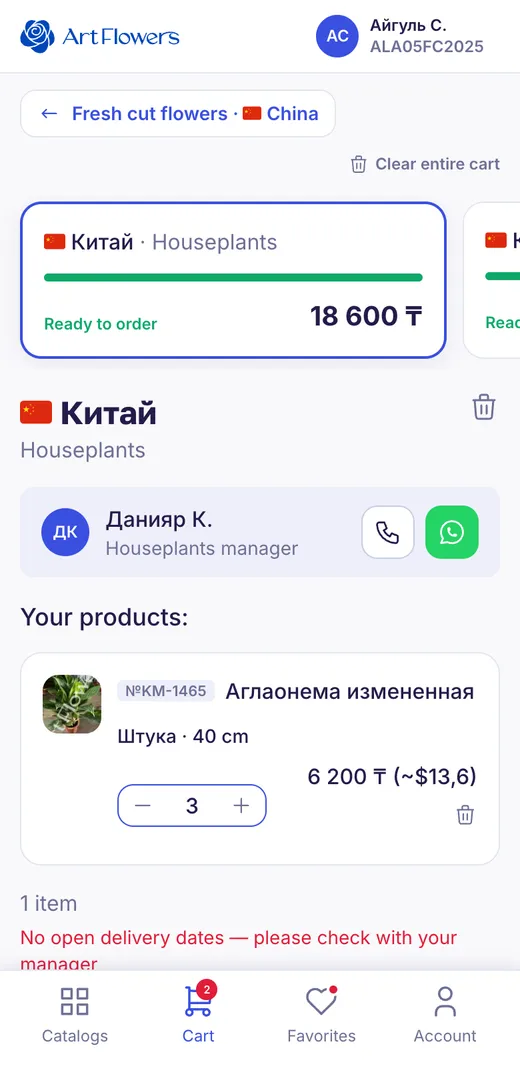 ArtFlowers
AC
Айгуль С.
ALA05FC2025
← Fresh cut flowers · 🇨🇳 China
Clear entire cart
🇨🇳 Китай · Houseplants
Ready to order
18 600 ₸
Китай
Houseplants
ДК
Данияр К.
Houseplants manager
Your products:
№KM-1465 Аглаонема измененная
Штука · 40 cm
6 200 ₸ (~$13,6)
— 3 +
1 item
No open delivery dates — please check with your
manager
2
Catalogs
Cart
Favorites
Account